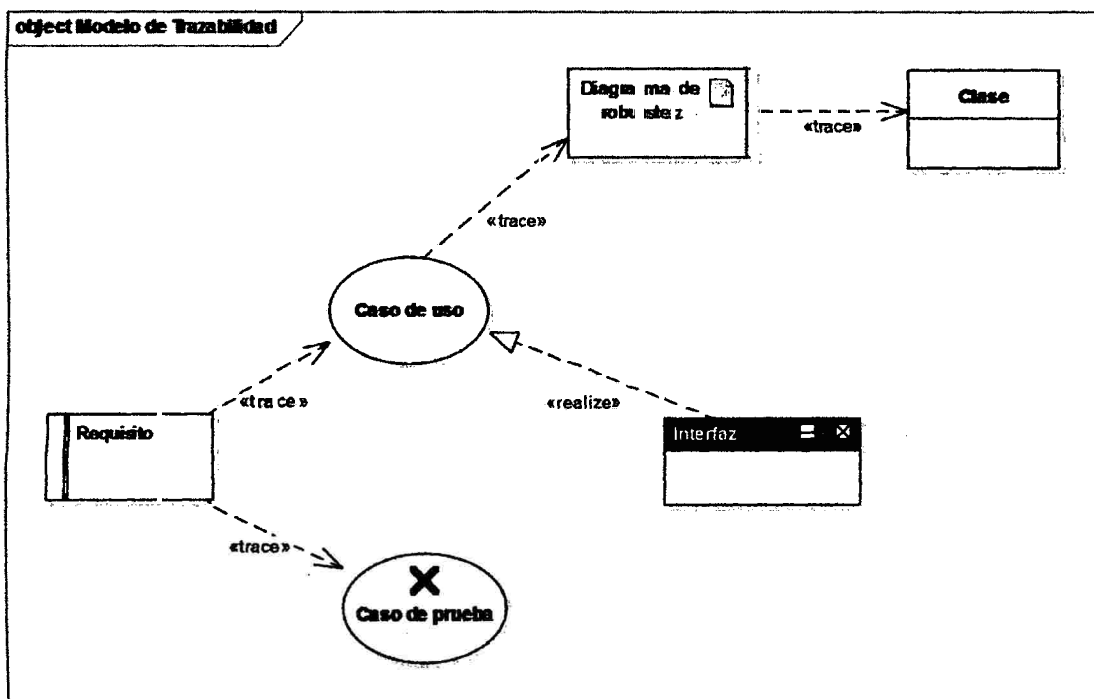 object Modelo de Trazabilidad
Diagrama de
robustez
Clase
«trace»
«trace»
Caso de uso
«trace»
«realize»
Requisito
Interfaz
«trace»
Caso de prueba